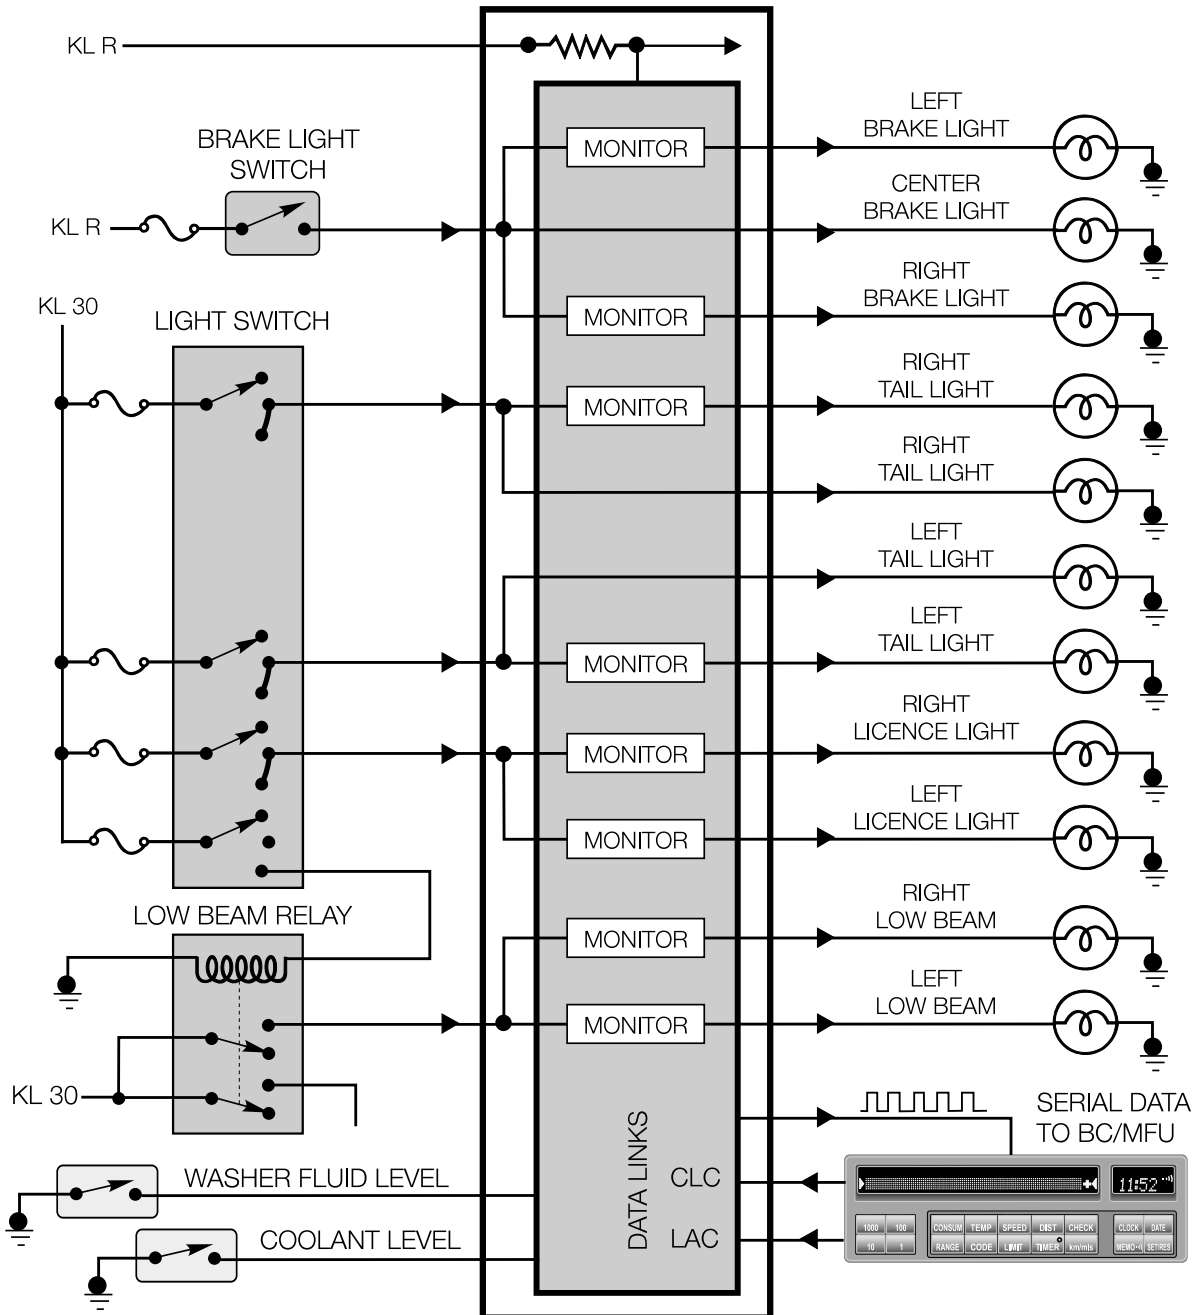 KL R
BRAKE LIGHT
SWITCH
KL R
KL 30
LIGHT SWITCH
LOW BEAM RELAY
KL 30
WASHER FLUID LEVEL
COOLANT LEVEL
MONITOR
MONITOR
MONITOR
MONITOR
MONITOR
MONITOR
MONITOR
MONITOR
DATA LINKS
CLC
LAC
LEFT
BRAKE LIGHT
CENTER
BRAKE LIGHT
RIGHT
BRAKE LIGHT
RIGHT
TAIL LIGHT
RIGHT
TAIL LIGHT
LEFT
TAIL LIGHT
LEFT
TAIL LIGHT
RIGHT
LICENCE LIGHT
LEFT
LICENCE LIGHT
RIGHT
LOW BEAM
LEFT
LOW BEAM
SERIAL DATA
TO BC/MFU
11:52
1000 100
10 1
CONSUM TEMP SPEED DIST CHECK
RANGE CODE LIMIT TIMER km/mls
CLOCK DATE
MEMO SET/RES